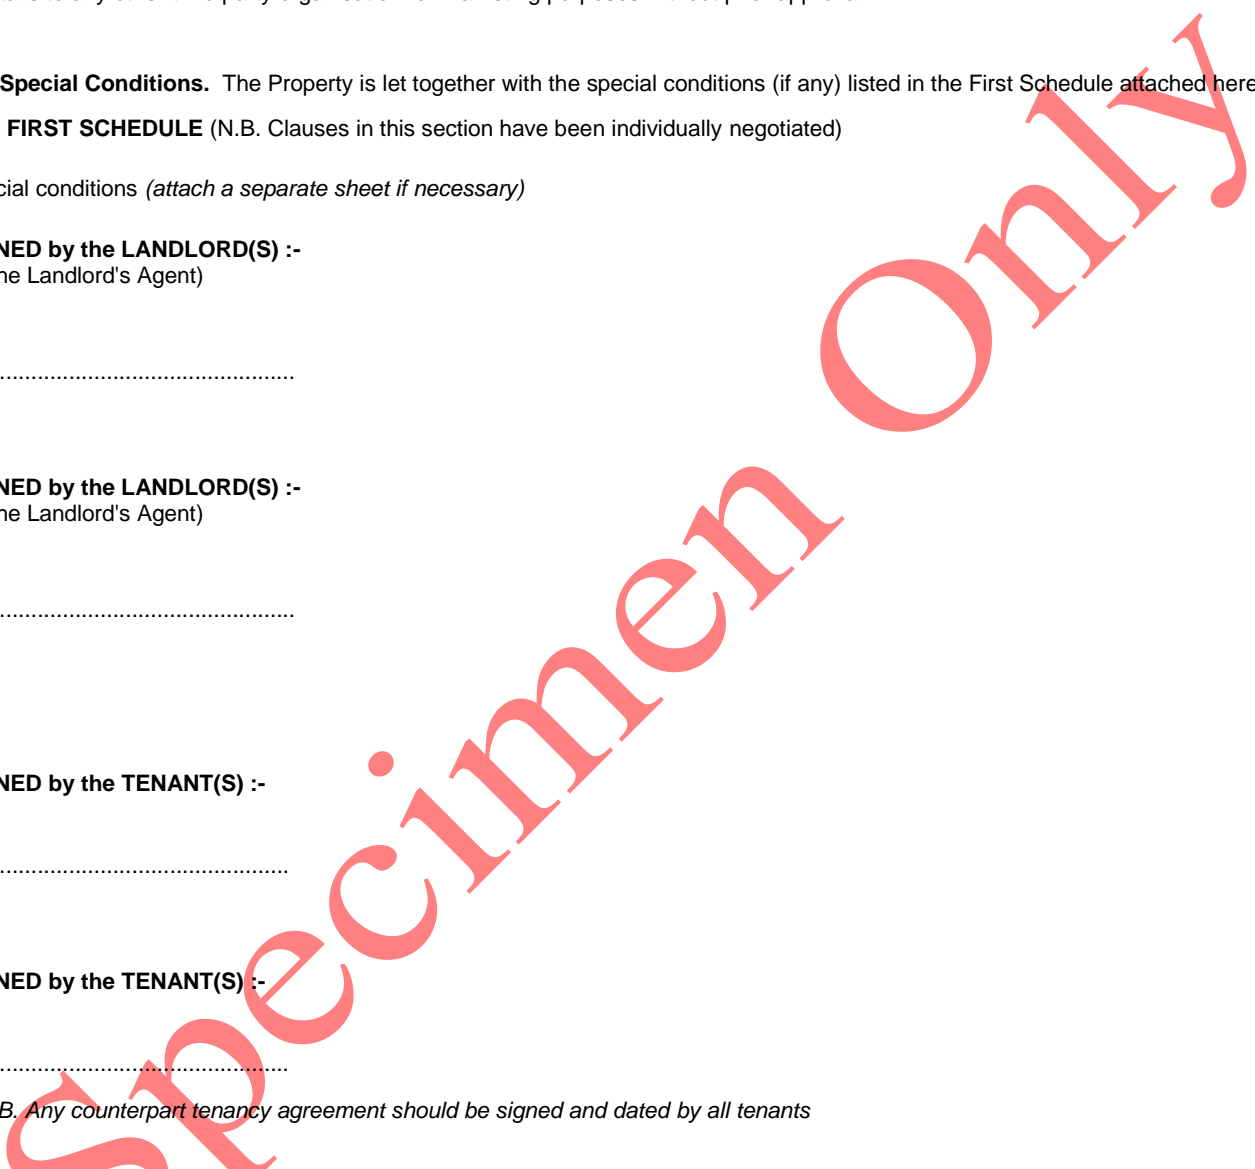 Special Conditions. The Property is let together with the special conditions (if any) listed in the First Schedule attached here
FIRST SCHEDULE (N.B. Clauses in this section have been individually negotiated)
cial conditions (attach a separate sheet if necessary)
NED by the LANDLORD(S) :-
ne Landlord's Agent)
...............................................
NED by the LANDLORD(S) :-
ne Landlord's Agent)
...............................................
NED by the TENANT(S) :-
..............................................
NED by the TENANT(S) :-
..............................................
B. Any counterpart tenancy agreement should be signed and dated by all tenants
Specimen Only